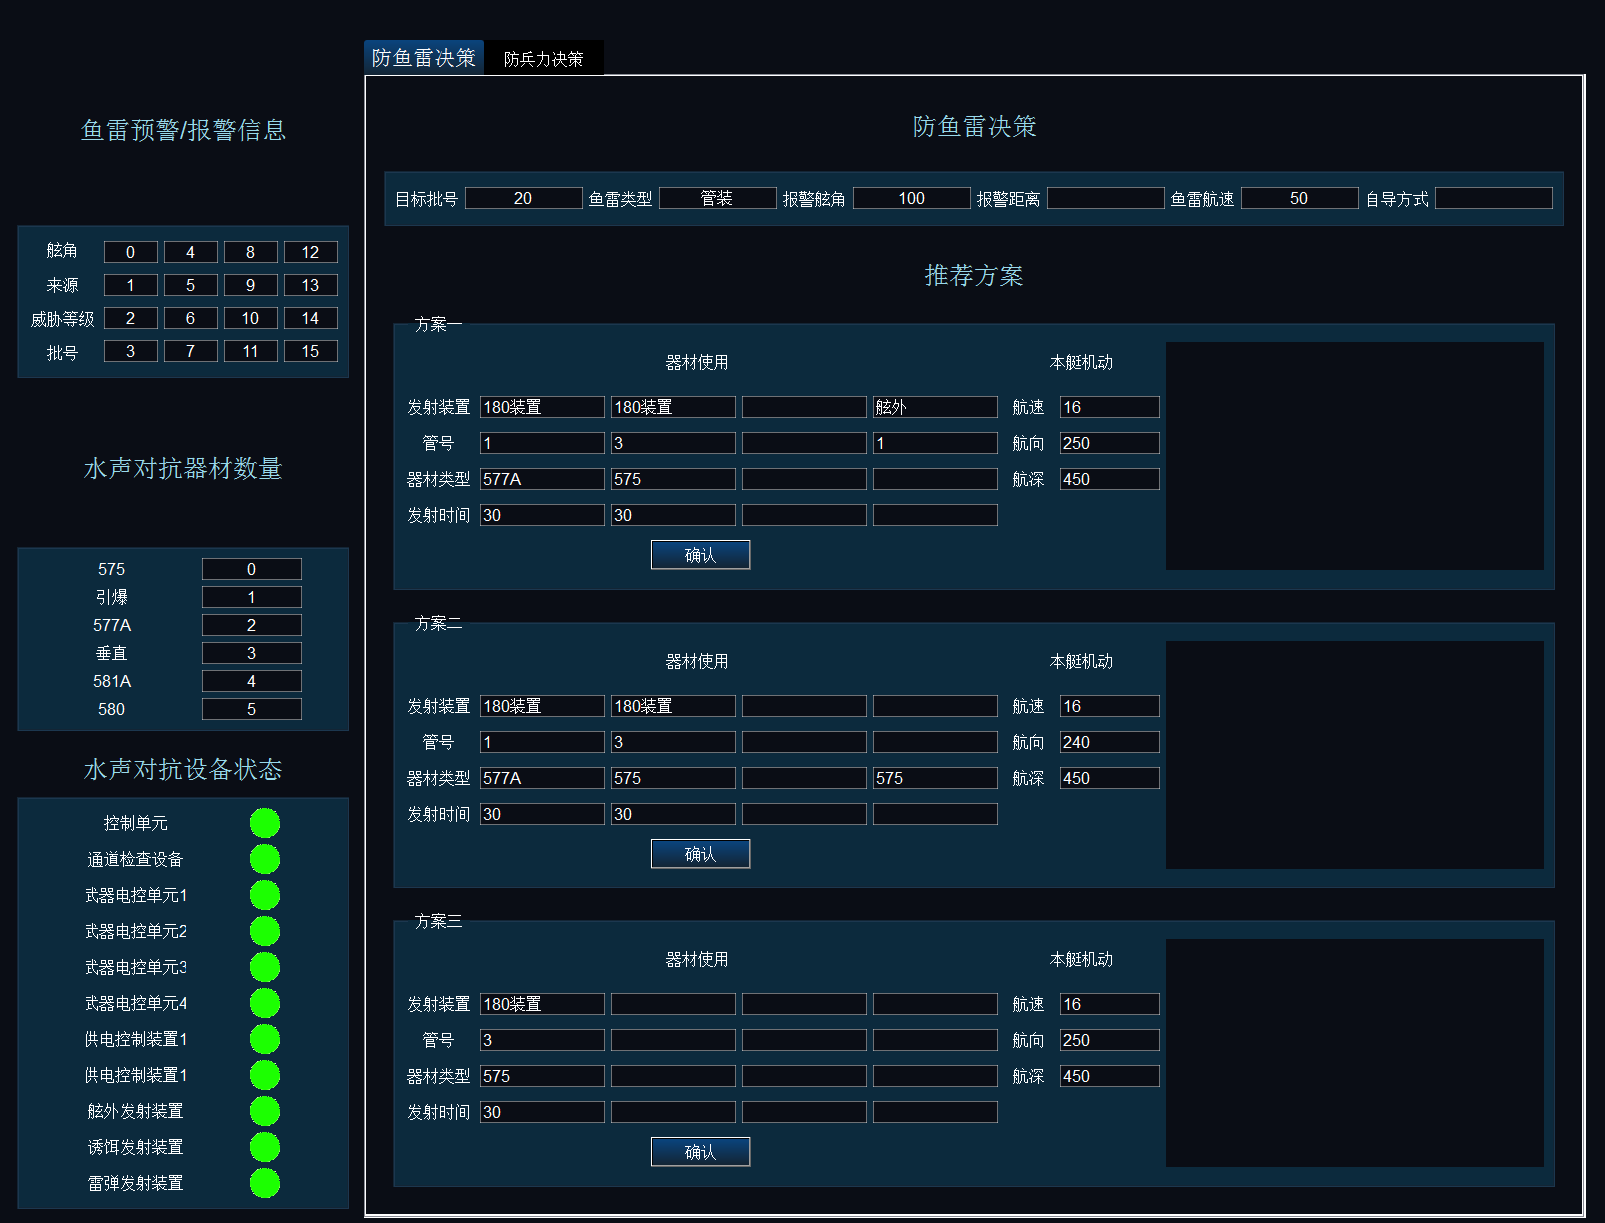 防鱼雷决策 防兵力决策
鱼雷预警/报警信息
舷角 0 4 8 12
来源 1 5 9 13
威胁等级 2 6 10 14
批号 3 7 11 15
水声对抗器材数量
575 0
引爆 1
577A 2
垂直 3
581A 4
580 5
水声对抗设备状态
控制单元
通道检查设备
武器电控单元1
武器电控单元2
武器电控单元3
武器电控单元4
供电控制装置1
供电控制装置1
舷外发射装置
诱饵发射装置
雷弹发射装置
防鱼雷决策
目标批号 20 鱼雷类型 管装 报警舷角 100 报警距离 鱼雷航速 50 自导方式
推荐方案
方案一
器材使用 本艇机动
发射装置 180装置 180装置 舷外 航速 16
管号 1 3 1 航向 250
器材类型 577A 575 航深 450
发射时间 30 30
确认
方案二
器材使用 本艇机动
发射装置 180装置 180装置 航速 16
管号 1 3 航向 240
器材类型 577A 575 575 航深 450
发射时间 30 30
确认
方案三
器材使用 本艇机动
发射装置 180装置 航速 16
管号 3 航向 250
器材类型 575 航深 450
发射时间 30
确认